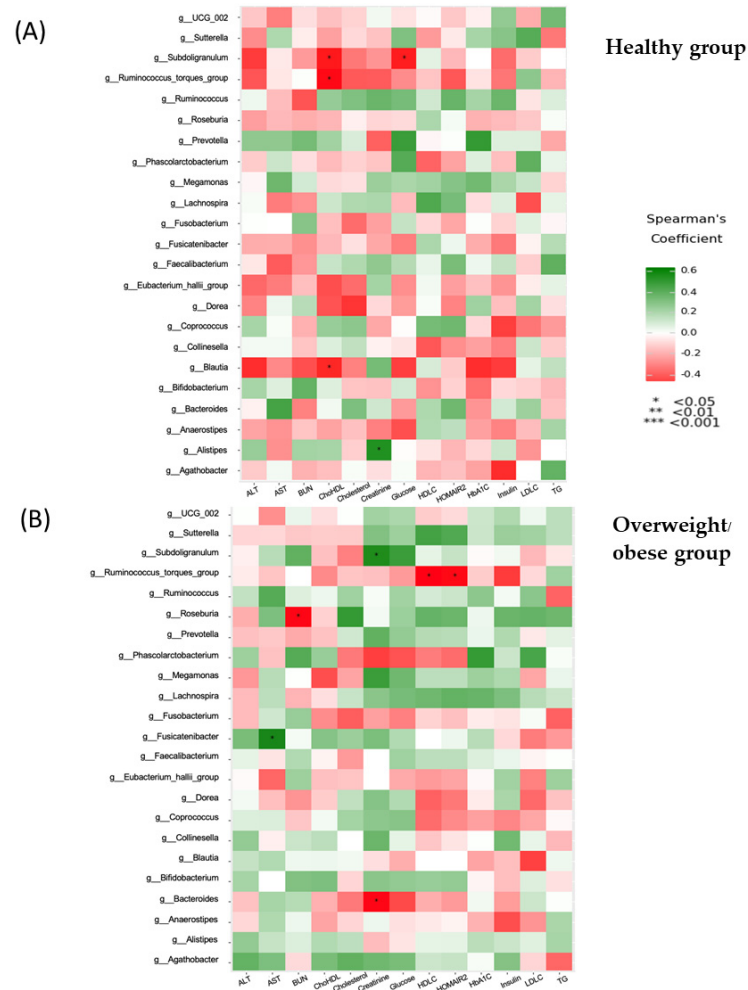 (A)
Healthy group
g__UCG_002
g__Sutterella
g__Subdoligranulum
g__Ruminococcus_torques_group
g__Ruminococcus
g__Roseburia
g__Prevotella
g__Phascolarctobacterium
g__Megamonas
g__Lachnospira
g__Fusobacterium
g__Fusicatenibacter
g__Faecalibacterium
g__Eubacterium_hallii_group
g__Dorea
g__Coprococcus
g__Collinesella
g__Blautia
g__Bifidobacterium
g__Bacteroides
g__Anaerostipes
g__Alistipes
g__Agathobacter
ALT AST BUN ChoHDL Cholesterol Creatinine Glucose HDLC HOMAIR2 HbA1C Insulin LDLC TG
Spearman's
Coefficient
0.6
0.4
0.2
0.0
-0.2
-0.4
* <0.05
** <0.01
*** <0.001
(B)
Overweight/
obese group
g__UCG_002
g__Sutterella
g__Subdoligranulum
g__Ruminococcus_torques_group
g__Ruminococcus
g__Roseburia
g__Prevotella
g__Phascolarctobacterium
g__Megamonas
g__Lachnospira
g__Fusobacterium
g__Fusicatenibacter
g__Faecalibacterium
g__Eubacterium_hallii_group
g__Dorea
g__Coprococcus
g__Collinesella
g__Blautia
g__Bifidobacterium
g__Bacteroides
g__Anaerostipes
g__Alistipes
g__Agathobacter
ALT AST BUN ChoHDL Cholesterol Creatinine Glucose HDLC HOMAIR2 HbA1C Insulin LDLC TG